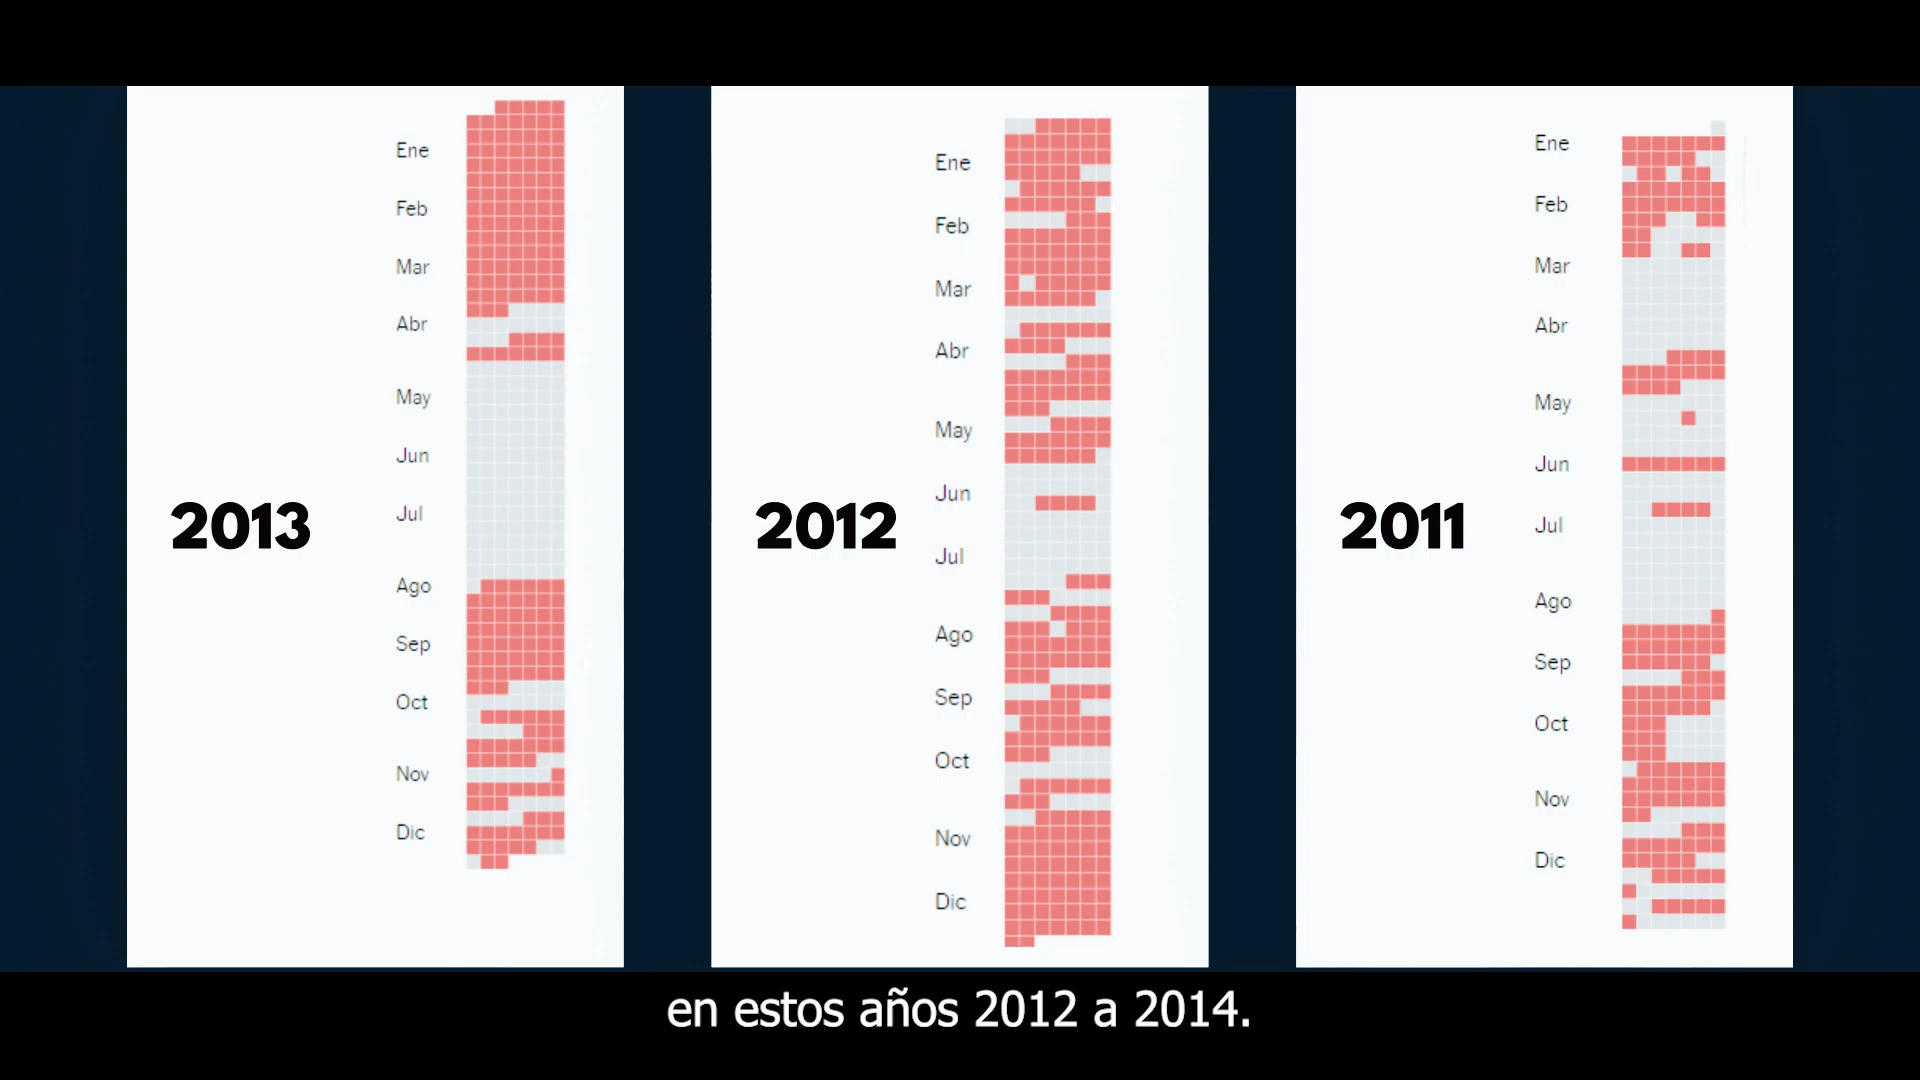 2013
Ene
Feb
Mar
Abr
May
Jun
Jul
Ago
Sep
Oct
Nov
Dic
2012
Ene
Feb
Mar
Abr
May
Jun
Jul
Ago
Sep
Oct
Nov
Dic
2011
Ene
Feb
Mar
Abr
May
Jun
Jul
Ago
Sep
Oct
Nov
Dic
en estos años 2012 a 2014.